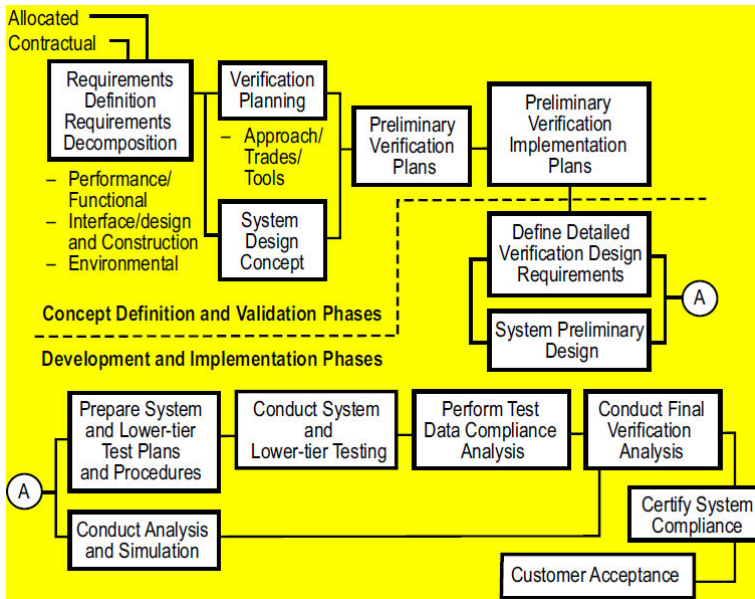 Allocated
Contractual
Requirements
Definition
Requirements
Decomposition
– Performance/
Functional
– Interface/design
and Construction
– Environmental
Verification
Planning
– Approach/
Trades/
Tools
System
Design
Concept
Preliminary
Verification
Plans
Preliminary
Verification
Implementation
Plans
Define Detailed
Verification Design
Requirements
System Preliminary
Design
A
Concept Definition and Validation Phases
Development and Implementation Phases
A
Prepare System
and Lower-tier
Test Plans
and Procedures
Conduct Analysis
and Simulation
Conduct System
and
Lower-tier Testing
Perform Test
Data Compliance
Analysis
Conduct Final
Verification
Analysis
Certify System
Compliance
Customer Acceptance